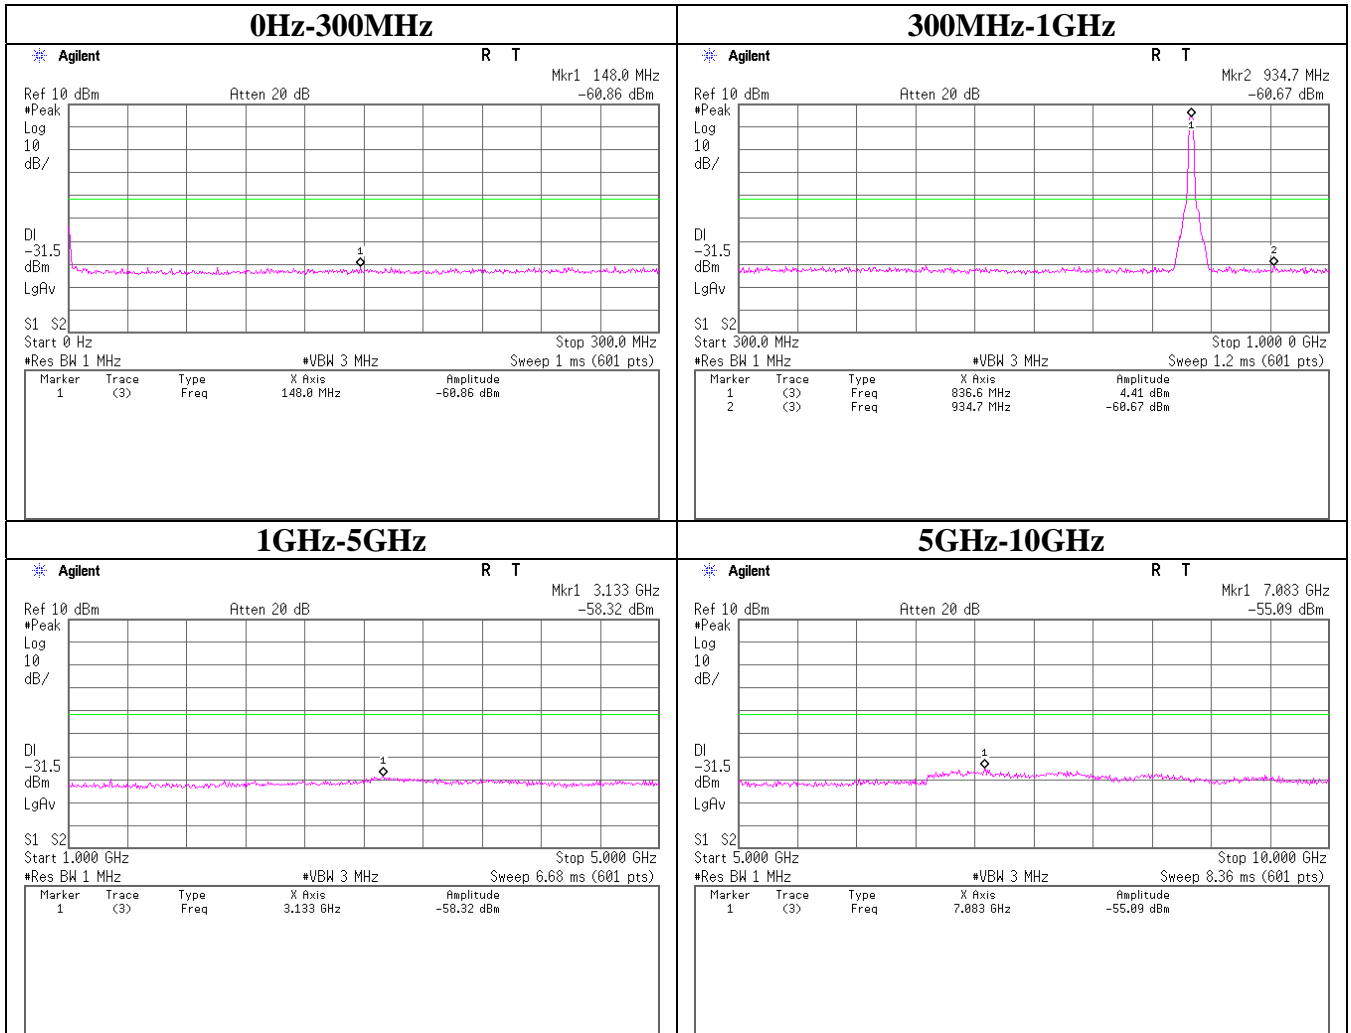 0Hz-300MHz
Agilent
R T
Mkr1 148.0 MHz
Ref 10 dBm Atten 20 dB -60.86 dBm
#Peak
Log
10
dB/
1
DI
-31.5
dBm
LgAv
S1 S2
Start 0 Hz Stop 300.0 MHz
#Res BW 1 MHz #VBW 3 MHz Sweep 1 ms (601 pts)
Marker Trace Type X Axis Amplitude
1 (3) Freq 148.0 MHz -60.86 dBm
300MHz-1GHz
Agilent
R T
Mkr2 934.7 MHz
Ref 10 dBm Atten 20 dB -60.67 dBm
#Peak
Log
10
dB/
1
2
DI
-31.5
dBm
LgAv
S1 S2
Start 300.0 MHz Stop 1.000 0 GHz
#Res BW 1 MHz #VBW 3 MHz Sweep 1.2 ms (601 pts)
Marker Trace Type X Axis Amplitude
1 (3) Freq 836.6 MHz 4.41 dBm
2 (3) Freq 934.7 MHz -60.67 dBm
1GHz-5GHz
Agilent
R T
Mkr1 3.133 GHz
Ref 10 dBm Atten 20 dB -58.32 dBm
#Peak
Log
10
dB/
1
DI
-31.5
dBm
LgAv
S1 S2
Start 1.000 GHz Stop 5.000 GHz
#Res BW 1 MHz #VBW 3 MHz Sweep 6.68 ms (601 pts)
Marker Trace Type X Axis Amplitude
1 (3) Freq 3.133 GHz -58.32 dBm
5GHz-10GHz
Agilent
R T
Mkr1 7.083 GHz
Ref 10 dBm Atten 20 dB -55.09 dBm
#Peak
Log
10
dB/
1
DI
-31.5
dBm
LgAv
S1 S2
Start 5.000 GHz Stop 10.000 GHz
#Res BW 1 MHz #VBW 3 MHz Sweep 8.36 ms (601 pts)
Marker Trace Type X Axis Amplitude
1 (3) Freq 7.083 GHz -55.09 dBm